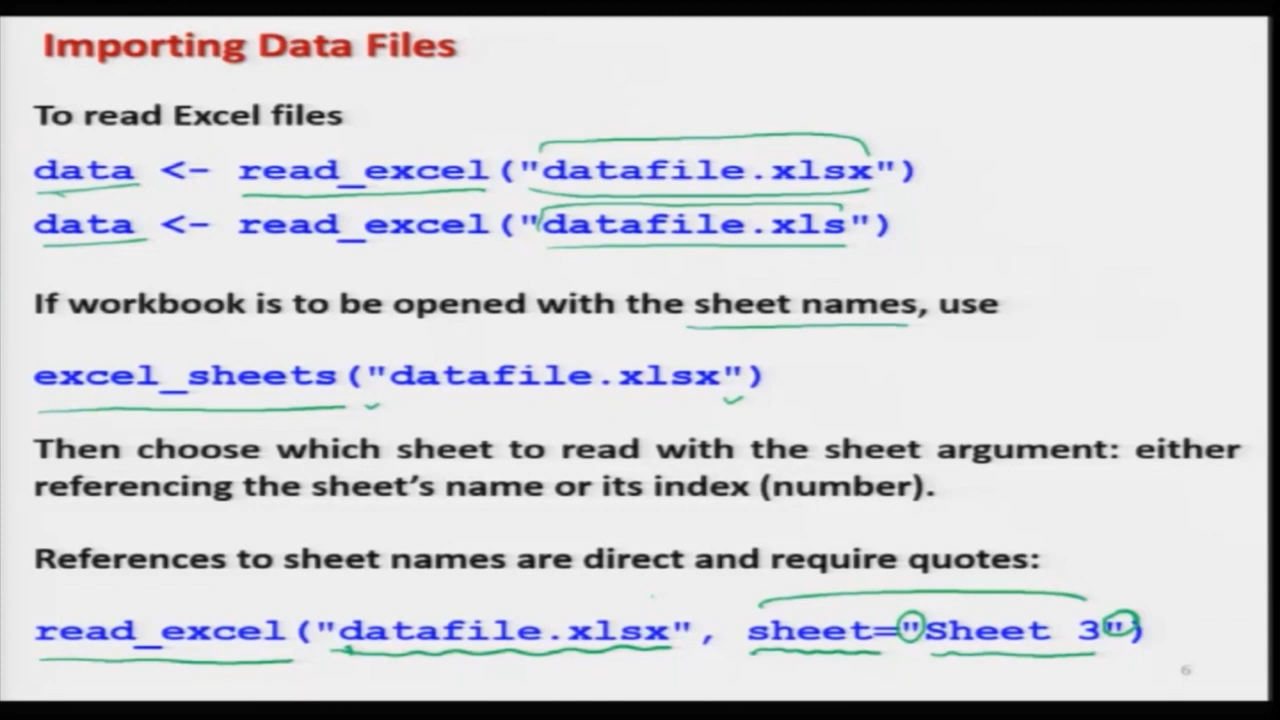 Importing Data Files
To read Excel files
data <- read_excel("datafile.xlsx")
data <- read_excel("datafile.xls")
If workbook is to be opened with the sheet names, use
excel_sheets("datafile.xlsx")
Then choose which sheet to read with the sheet argument: either
referencing the sheet’s name or its index (number).
References to sheet names are direct and require quotes:
read_excel("datafile.xlsx", sheet="Sheet 3")
6